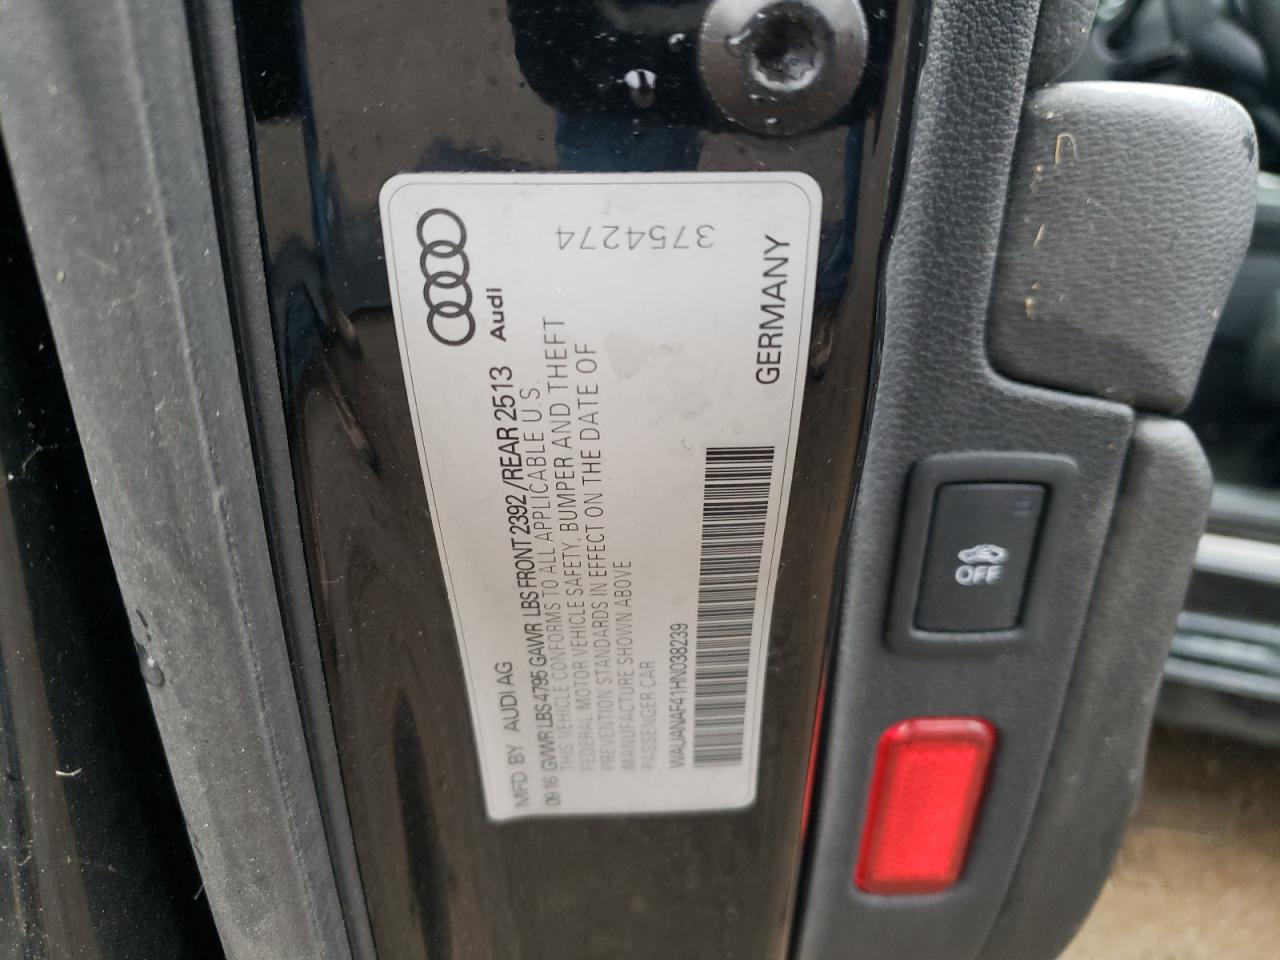 Audi
3754274
MFD BY AUDI AG
09 16 GVWR LBS 4795 GAWR LBS FRONT 2392/REAR 2513
THIS VEHICLE CONFORMS TO ALL APPLICABLE U.S.
FEDERAL MOTOR VEHICLE SAFETY, BUMPER AND THEFT
PREVENTION STANDARDS IN EFFECT ON THE DATE OF
MANUFACTURE SHOWN ABOVE
PASSENGER CAR
WAUANAF41HN038239
GERMANY
OFF